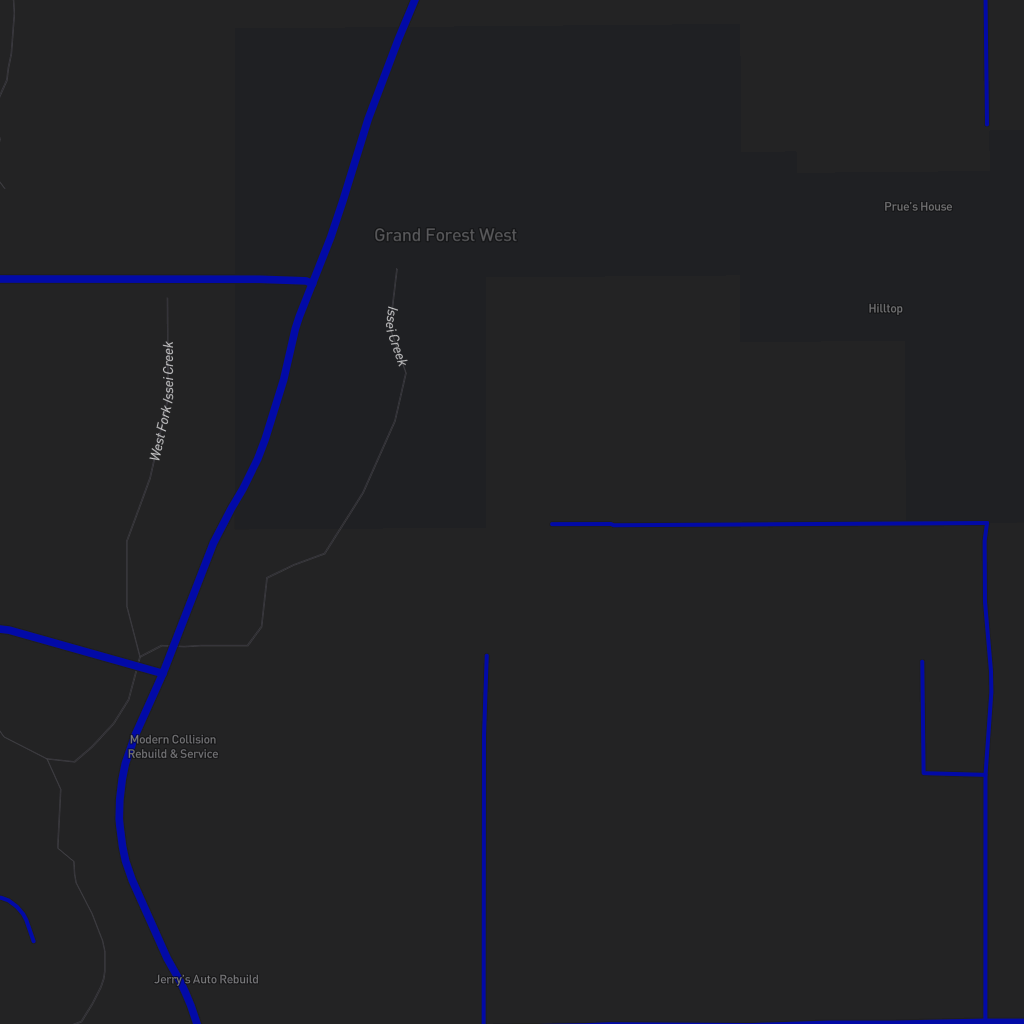 Prue's House
Grand Forest West
Hilltop
Issei Creek
West Fork Issei Creek
Modern Collision
Rebuild & Service
Jerry's Auto Rebuild